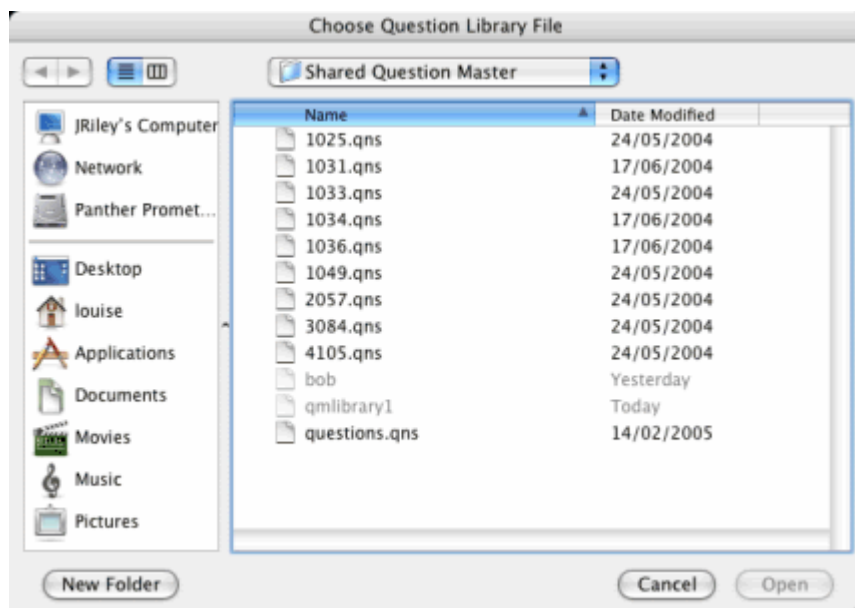 Choose Question Library File
Shared Question Master
JRiley's Computer
Network
Panther Promet...
Desktop
louise
Applications
Documents
Movies
Music
Pictures
Name Date Modified
1025.qns 24/05/2004
1031.qns 17/06/2004
1033.qns 24/05/2004
1034.qns 17/06/2004
1036.qns 17/06/2004
1049.qns 24/05/2004
2057.qns 24/05/2004
3084.qns 24/05/2004
4105.qns 24/05/2004
bob Yesterday
qmlibrary1 Today
questions.qns 14/02/2005
New Folder Cancel Open